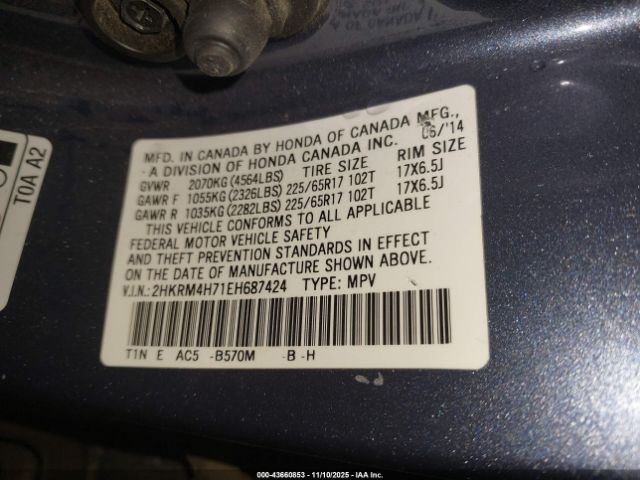 MFD. IN CANADA BY HONDA OF CANADA MFG.,
- A DIVISION OF HONDA CANADA INC. 06/'14
GVWR 2070KG (4564LBS) TIRE SIZE RIM SIZE
GAWR F 1055KG (2326LBS) 225/65R17 102T 17X6.5J
GAWR R 1035KG (2282LBS) 225/65R17 102T 17X6.5J
THIS VEHICLE CONFORMS TO ALL APPLICABLE
FEDERAL MOTOR VEHICLE SAFETY
AND THEFT PREVENTION STANDARDS IN EFFECT
ON THE DATE OF MANUFACTURE SHOWN ABOVE.
V.I.N.: 2HKRM4H71EH687424 TYPE: MPV
T1N E AC5 -B570M -B -H
T0A A2
000-43660853 — 11/10/2025 - IAA Inc.